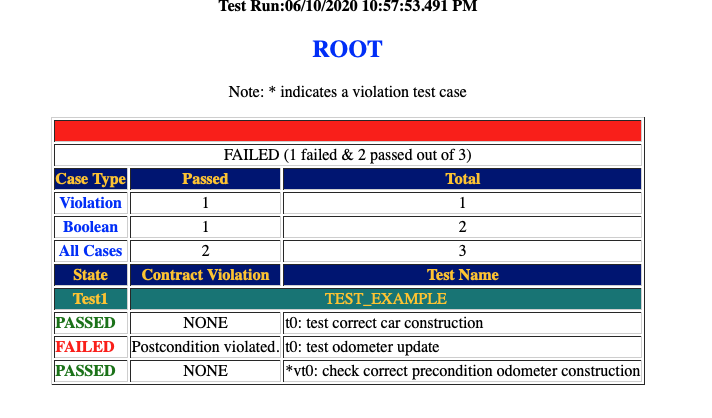 Test Run:06/10/2020 10:57:53.491 PM
ROOT
Note: * indicates a violation test case
FAILED (1 failed & 2 passed out of 3)
Case Type Passed Total
Violation 1 1
Boolean 1 2
All Cases 2 3
State Contract Violation Test Name
Test1 TEST_EXAMPLE
PASSED NONE t0: test correct car construction
FAILED Postcondition violated. t0: test odometer update
PASSED NONE *vt0: check correct precondition odometer construction